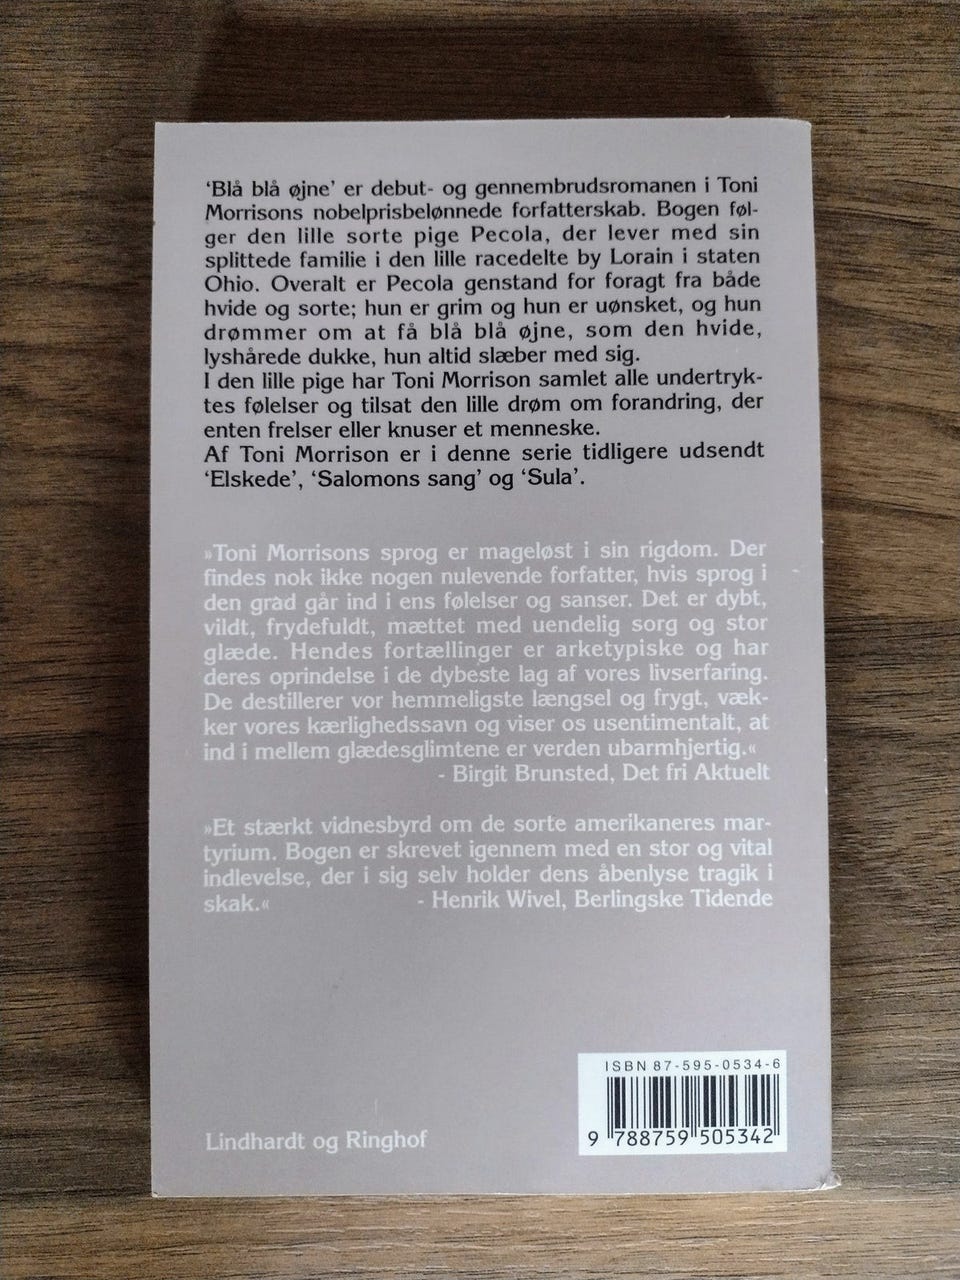 ‘Blå blå øjne’ er debut- og gennembrudsromanen i Toni
Morrisons nobelprisbelønnede forfatterskab. Bogen føl-
ger den lille sorte pige Pecola, der lever med sin
splittede familie i den lille racedelte by Lorain i staten
Ohio. Overalt er Pecola genstand for foragt fra både
hvide og sorte; hun er grim og hun er uønsket, og hun
drømmer om at få blå blå øjne, som den hvide,
lyshårede dukke, hun altid slæber med sig.
I den lille pige har Toni Morrison samlet alle undertryk-
tes følelser og tilsat den lille drøm om forandring, der
enten frelser eller knuser et menneske.
Af Toni Morrison er i denne serie tidligere udsendt
‘Elskede’, ‘Salomons sang’ og ‘Sula’.
»Toni Morrisons sprog er mageløst i sin rigdom. Der
findes nok ikke nogen nulevende forfatter, hvis sprog i
den grad går ind i ens følelser og sanser. Det er dybt,
vildt, frydefuldt, mættet med uendelig sorg og stor
glæde. Hendes fortællinger er arketypiske og har
deres oprindelse i de dybeste lag af vores livserfaring.
De destillerer vor hemmeligste længsel og frygt, væk-
ker vores kærlighedssavn og viser os usentimentalt, at
ind i mellem glædesglimtene er verden ubarmhjertig.«
- Birgit Brunsted, Det fri Aktuelt
»Et stærkt vidnesbyrd om de sorte amerikaneres mar-
tyrium. Bogen er skrevet igennem med en stor og vital
indlevelse, der i sig selv holder dens åbenlyse tragik i
skak.« - Henrik Wivel, Berlingske Tidende
ISBN 87-595-0534-6
9 788759 505342
Lindhardt og Ringhof